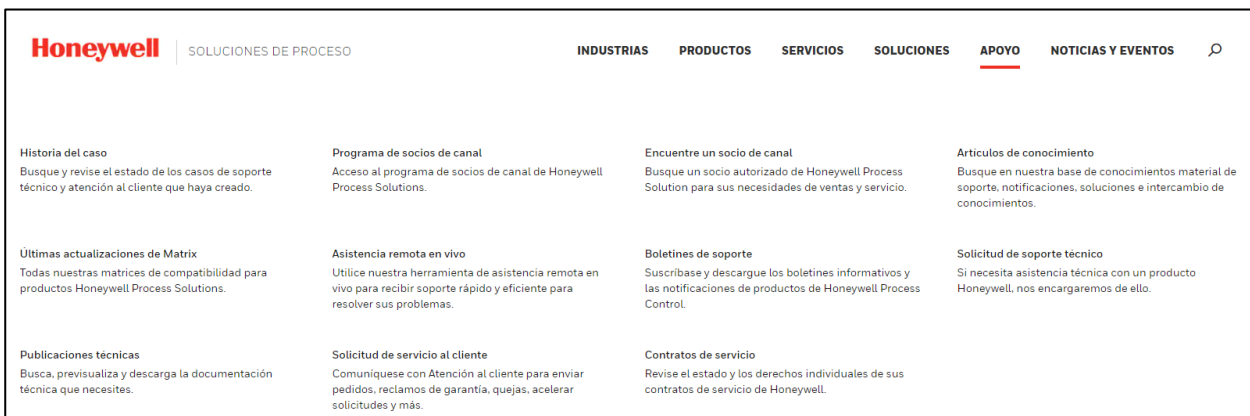 Honeywell
SOLUCIONES DE PROCESO
INDUSTRIAS
PRODUCTOS
SERVICIOS
SOLUCIONES
APOYO
NOTICIAS Y EVENTOS
Historia del caso
Busque y revise el estado de los casos de soporte
técnico y atención al cliente que haya creado.
Programa de socios de canal
Acceso al programa de socios de canal de Honeywell
Process Solutions.
Encuentre un socio de canal
Busque un socio autorizado de Honeywell Process
Solution para sus necesidades de ventas y servicio.
Artículos de conocimiento
Busque en nuestra base de conocimientos material de
soporte, notificaciones, soluciones e intercambio de
conocimientos.
Últimas actualizaciones de Matrix
Todas nuestras matrices de compatibilidad para
productos Honeywell Process Solutions.
Asistencia remota en vivo
Utilice nuestra herramienta de asistencia remota en
vivo para recibir soporte rápido y eficiente para
resolver sus problemas.
Boletines de soporte
Suscríbase y descargue los boletines informativos y
las notificaciones de productos de Honeywell Process
Control.
Solicitud de soporte técnico
Si necesita asistencia técnica con un producto
Honeywell, nos encargaremos de ello.
Publicaciones técnicas
Busca, previsualiza y descarga la documentación
técnica que necesites.
Solicitud de servicio al cliente
Comuníquese con Atención al cliente para enviar
pedidos, reclamos de garantía, quejas, acelerar
solicitudes y más.
Contratos de servicio
Revise el estado y los derechos individuales de sus
contratos de servicio de Honeywell.